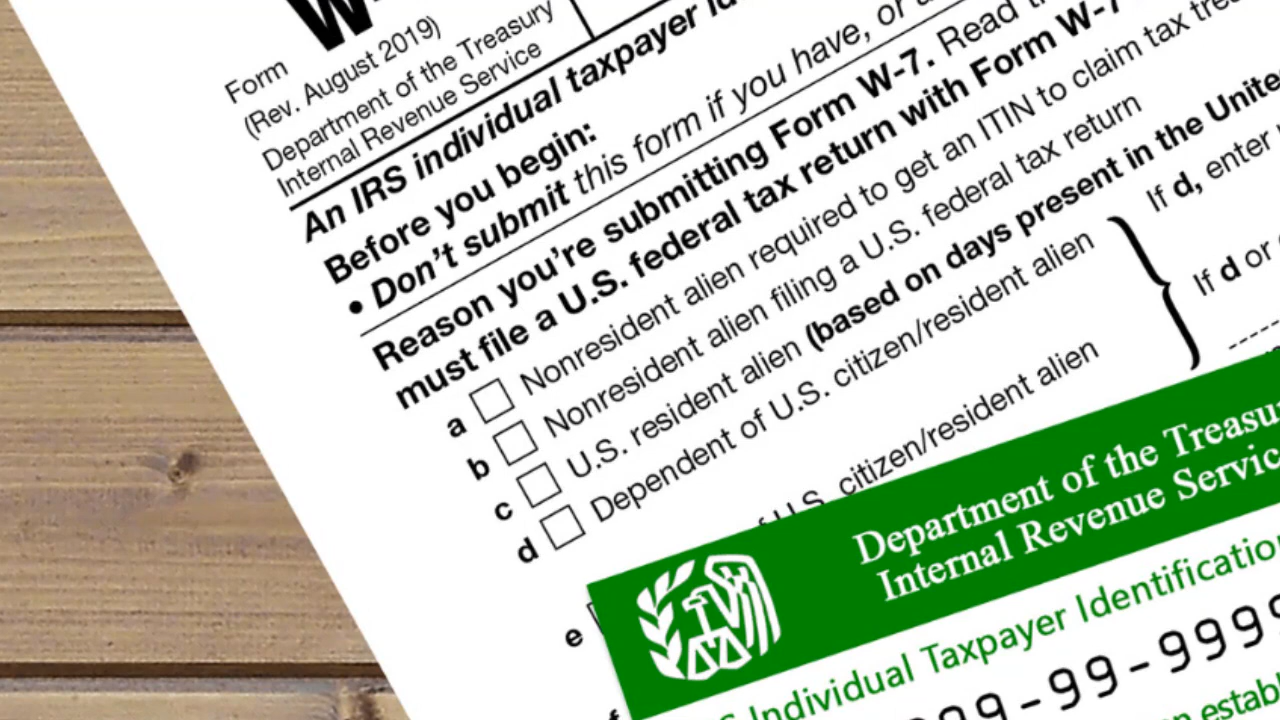 Form
(Rev. August 2019)
Department of the Treasury
Internal Revenue Service
An IRS individual taxpayer
Before you begin:
• Don't submit this form if you have, or
Reason you're submitting Form W-7. Read
must file a U.S. federal tax return with Form W-7
a Nonresident alien required to get an ITIN to claim tax
b Nonresident alien filing a U.S. federal tax return
c U.S. resident alien (based on days present in the
d Dependent of U.S. citizen/resident alien
If d, enter
e U.S. citizen/resident alien
If d or
Department of the
Internal Revenue
Individual Taxpayer
-99-999